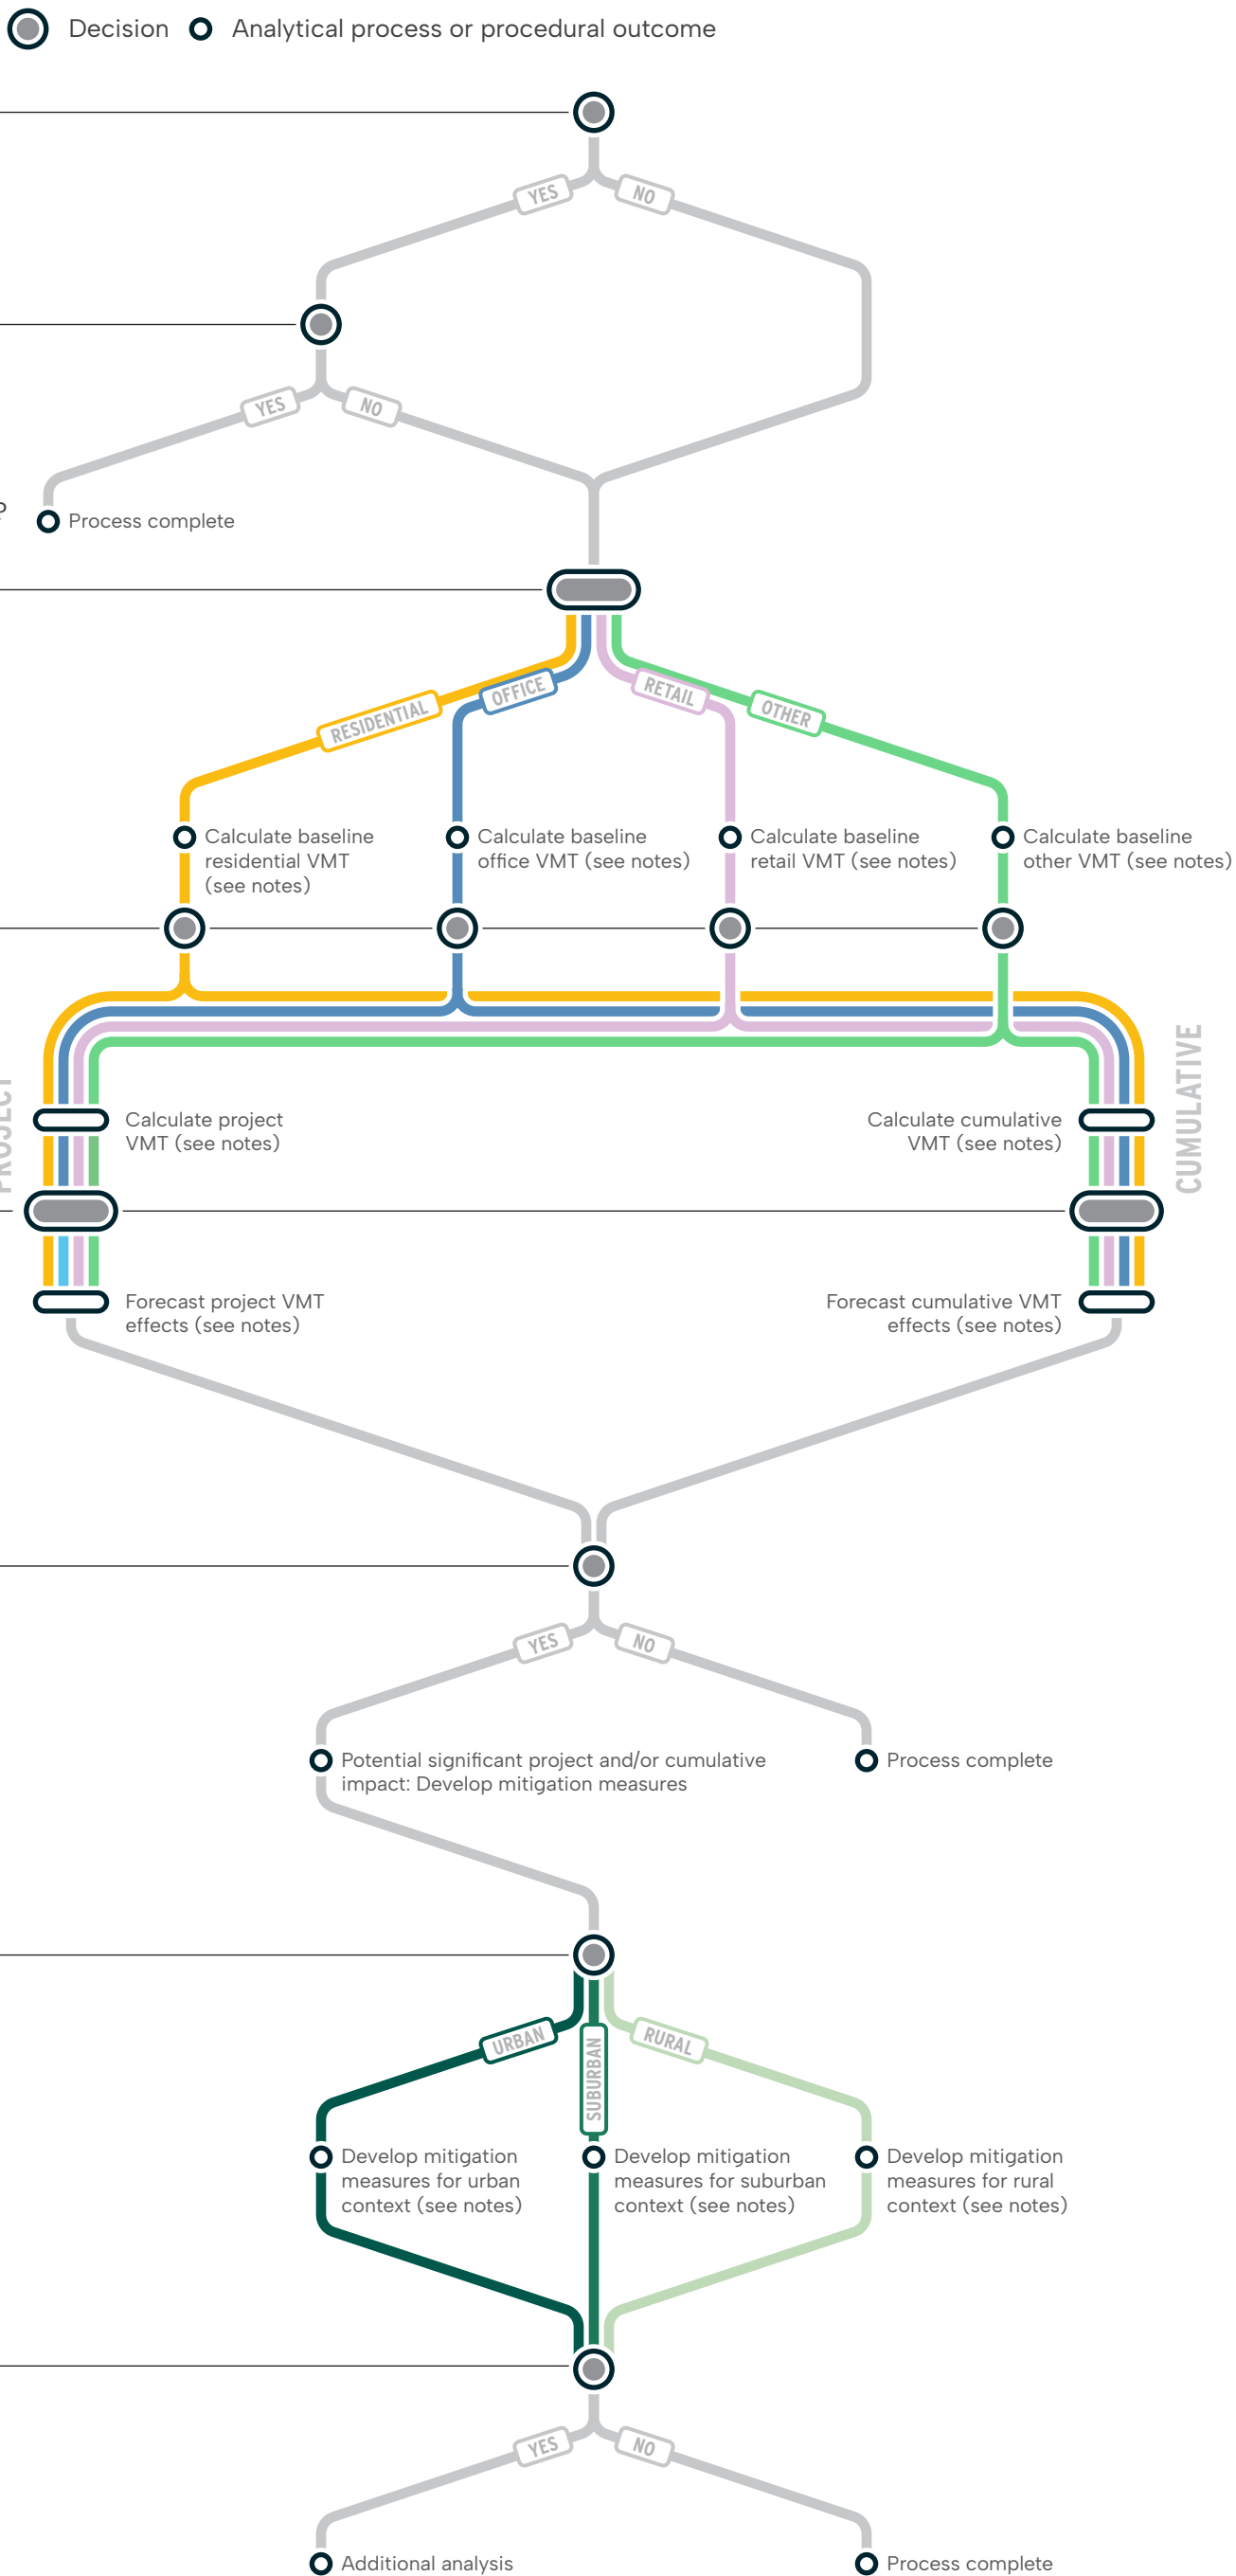 Decision
Analytical process or procedural outcome
YES
NO
YES
NO
?
Process complete
RESIDENTIAL
OFFICE
RETAIL
OTHER
Calculate baseline
residential VMT
(see notes)
Calculate baseline
office VMT (see notes)
Calculate baseline
retail VMT (see notes)
Calculate baseline
other VMT (see notes)
PROJECT
CUMULATIVE
Calculate project
VMT (see notes)
Calculate cumulative
VMT (see notes)
Forecast project VMT
effects (see notes)
Forecast cumulative VMT
effects (see notes)
YES
NO
Potential significant project and/or cumulative
impact: Develop mitigation measures
Process complete
URBAN
SUBURBAN
RURAL
Develop mitigation
measures for urban
context (see notes)
Develop mitigation
measures for suburban
context (see notes)
Develop mitigation
measures for rural
context (see notes)
YES
NO
Additional analysis
Process complete